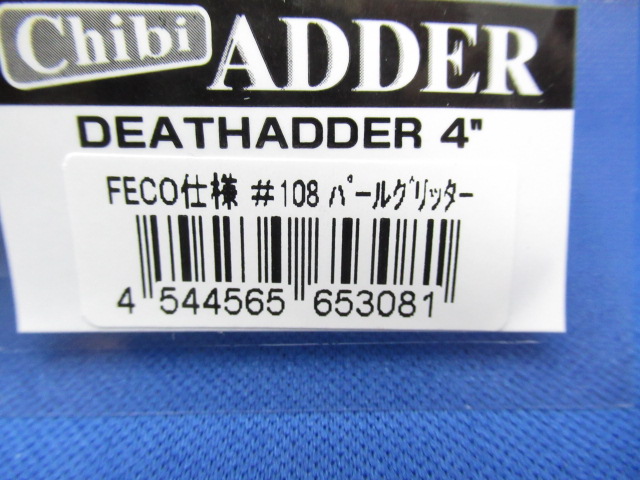 Chibi ADDER
DEATHADDER 4"
FECO仕様 #108 パールグリッター
4 544565 653081